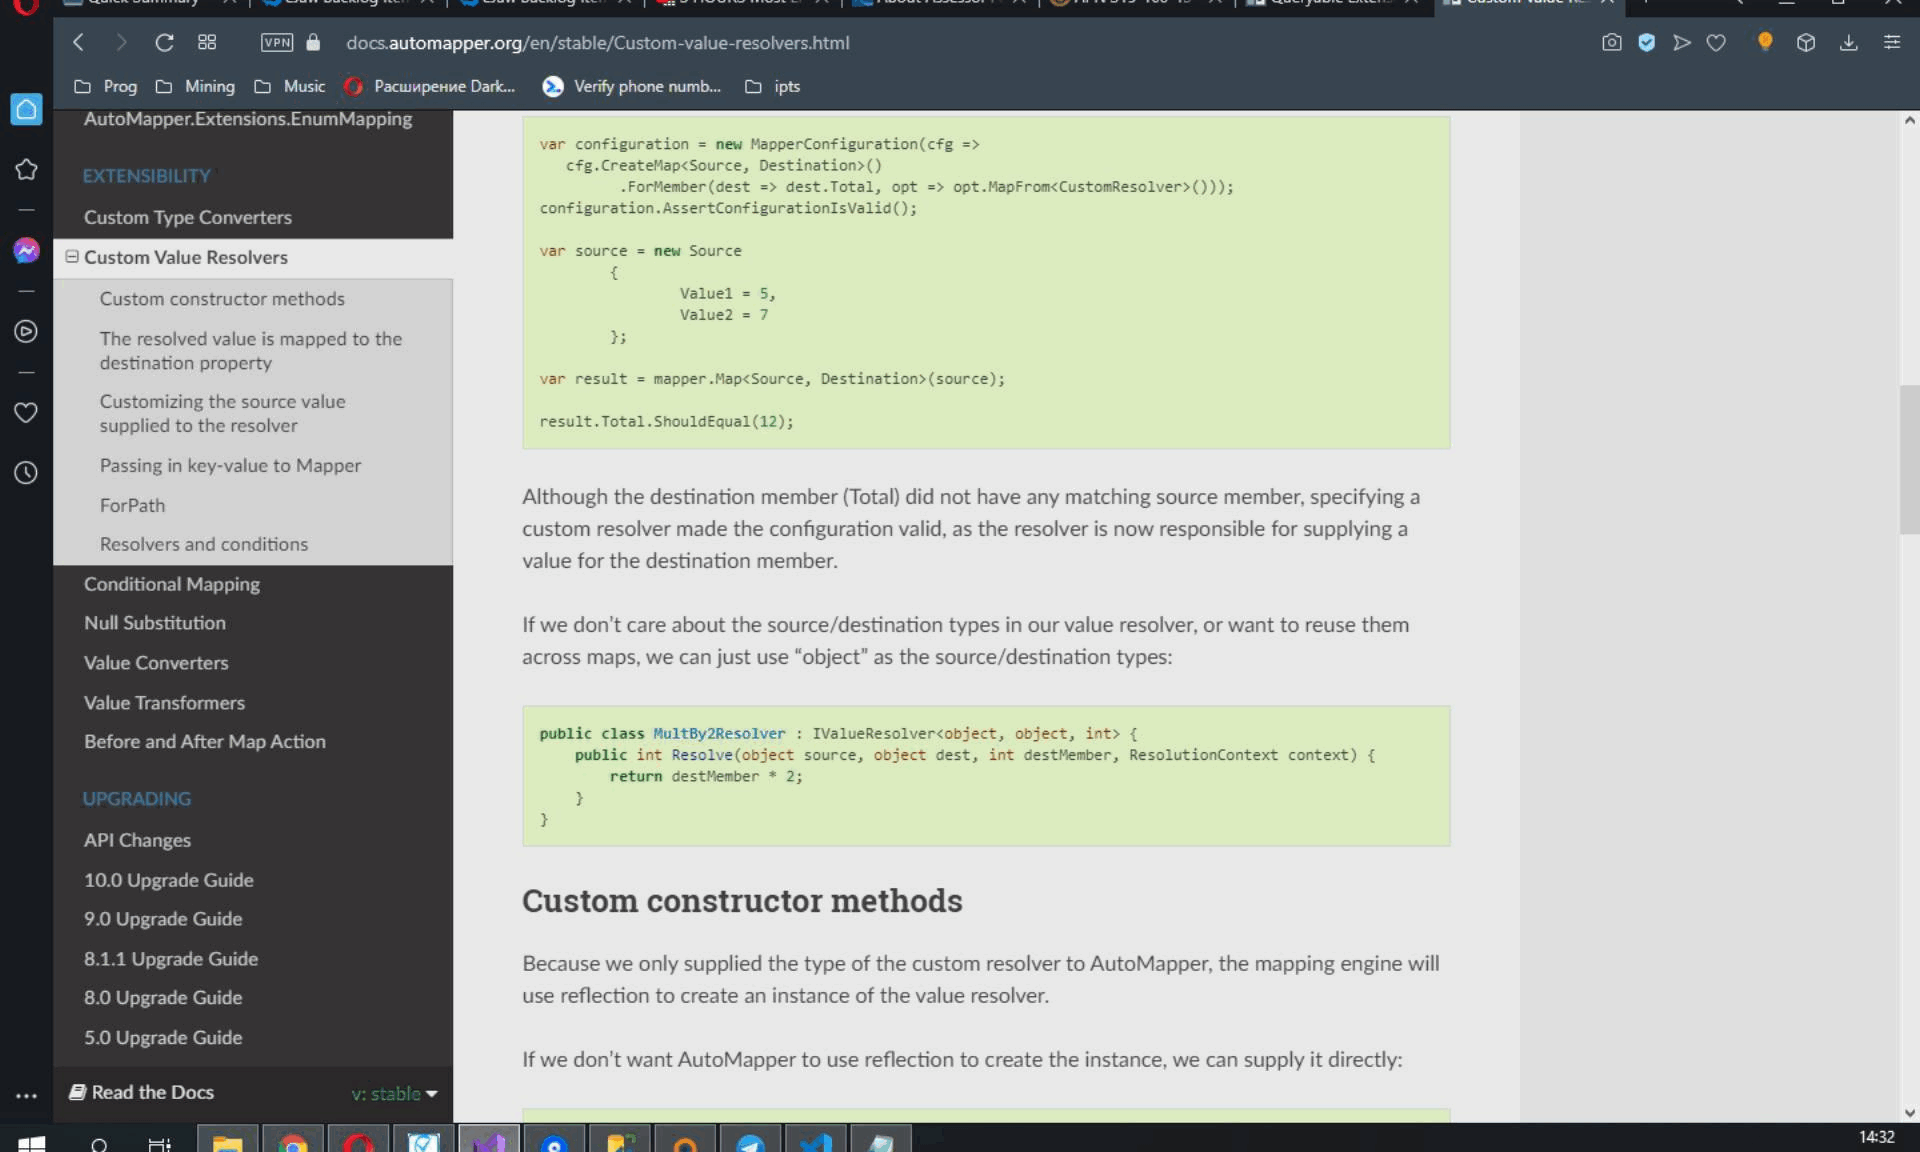 docs.automapper.org/en/stable/Custom-value-resolvers.html
VPN
Prog
Mining
Music
Расширение Dark...
Verify phone numb...
ipts
AutoMapper.Extensions.EnumMapping
EXTENSIBILITY
Custom Type Converters
Custom Value Resolvers
Custom constructor methods
The resolved value is mapped to the
destination property
Customizing the source value
supplied to the resolver
Passing in key-value to Mapper
ForPath
Resolvers and conditions
Conditional Mapping
Null Substitution
Value Converters
Value Transformers
Before and After Map Action
UPGRADING
API Changes
10.0 Upgrade Guide
9.0 Upgrade Guide
8.1.1 Upgrade Guide
8.0 Upgrade Guide
5.0 Upgrade Guide
Read the Docs
v: stable
var configuration = new MapperConfiguration(cfg =>
cfg.CreateMap<Source, Destination>()
.ForMember(dest => dest.Total, opt => opt.MapFrom<CustomResolver>()));
configuration.AssertConfigurationIsValid();
var source = new Source
{
Value1 = 5,
Value2 = 7
};
var result = mapper.Map<Source, Destination>(source);
result.Total.ShouldEqual(12);
Although the destination member (Total) did not have any matching source member, specifying a
custom resolver made the configuration valid, as the resolver is now responsible for supplying a
value for the destination member.
If we don’t care about the source/destination types in our value resolver, or want to reuse them
across maps, we can just use “object” as the source/destination types:
public class MultBy2Resolver : IValueResolver<object, object, int> {
public int Resolve(object source, object dest, int destMember, ResolutionContext context) {
return destMember * 2;
}
}
Custom constructor methods
Because we only supplied the type of the custom resolver to AutoMapper, the mapping engine will
use reflection to create an instance of the value resolver.
If we don’t want AutoMapper to use reflection to create the instance, we can supply it directly:
14:32